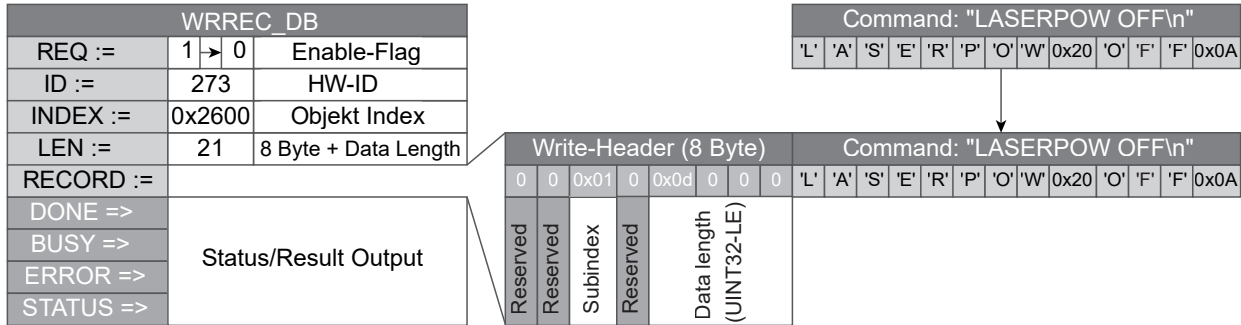 WRREC_DB
REQ := 1 0 Enable-Flag
ID := 273 HW-ID
INDEX := 0x2600 Objekt Index
LEN := 21 8 Byte + Data Length
RECORD :=
DONE =>
BUSY =>
ERROR =>
STATUS =>
Status/Result Output
Command: "LASERPOW OFF\n"
'L' 'A' 'S' 'E' 'R' 'P' 'O' 'W' 0x20 'O' 'F' 'F' 0x0A
Write-Header (8 Byte)
0 0 0x01 0 0x0d 0 0 0
Reserved
Reserved
Subindex
Reserved
Data length
(UINT32-LE)
Command: "LASERPOW OFF\n"
'L' 'A' 'S' 'E' 'R' 'P' 'O' 'W' 0x20 'O' 'F' 'F' 0x0A